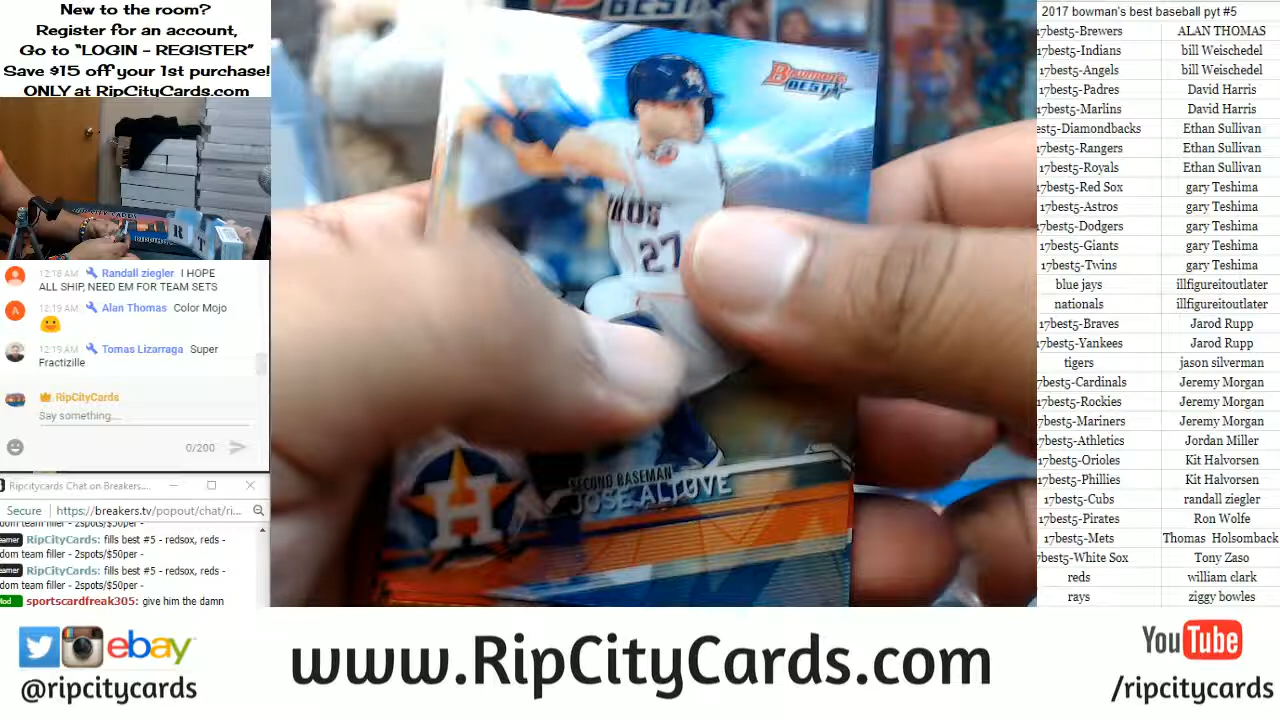 New to the room?
Register for an account,
Go to "LOGIN - REGISTER"
Save $15 off your 1st purchase!
ONLY at RipCityCards.com
R T
12:18 AM Randall ziegler I HOPE
ALL SHIP, NEED EM FOR TEAM SETS
12:19 AM Alan Thomas Color Mojo
12:19 AM Tomas Lizarraga Super
Fractizille
RipCityCards
Say something...
0/200
Ripcitycards Chat on Breakers....
Secure https://breakers.tv/popout/chat/ri...
dom team filler - 2spots/$50per -
RipCityCards: fills best #5 - redsox, reds -
dom team filler - 2spots/$50per -
RipCityCards: fills best #5 - redsox, reds -
dom team filler - 2spots/$50per -
Mod sportscardfreak305: give him the damn
BEST
Bowman's
BEST
27
H
SECOND BASEMAN
JOSE ALTUVE
2017 bowman's best baseball pyt #5
17best5-Brewers ALAN THOMAS
17best5-Indians bill Weischedel
17best5-Angels bill Weischedel
17best5-Padres David Harris
17best5-Marlins David Harris
est5-Diamondbacks Ethan Sullivan
17best5-Rangers Ethan Sullivan
17best5-Royals Ethan Sullivan
17best5-Red Sox gary Teshima
17best5-Astros gary Teshima
17best5-Dodgers gary Teshima
17best5-Giants gary Teshima
17best5-Twins gary Teshima
blue jays illfigureitoutlater
nationals illfigureitoutlater
17best5-Braves Jarod Rupp
17best5-Yankees Jarod Rupp
tigers jason silverman
7best5-Cardinals Jeremy Morgan
17best5-Rockies Jeremy Morgan
17best5-Mariners Jeremy Morgan
7best5-Athletics Jordan Miller
17best5-Orioles Kit Halvorsen
17best5-Phillies Kit Halvorsen
17best5-Cubs randall ziegler
17best5-Pirates Ron Wolfe
17best5-Mets Thomas Holsomback
7best5-White Sox Tony Zaso
reds william clark
rays ziggy bowles
ebay
@ripcitycards
www.RipCityCards.com
YouTube
/ripcitycards